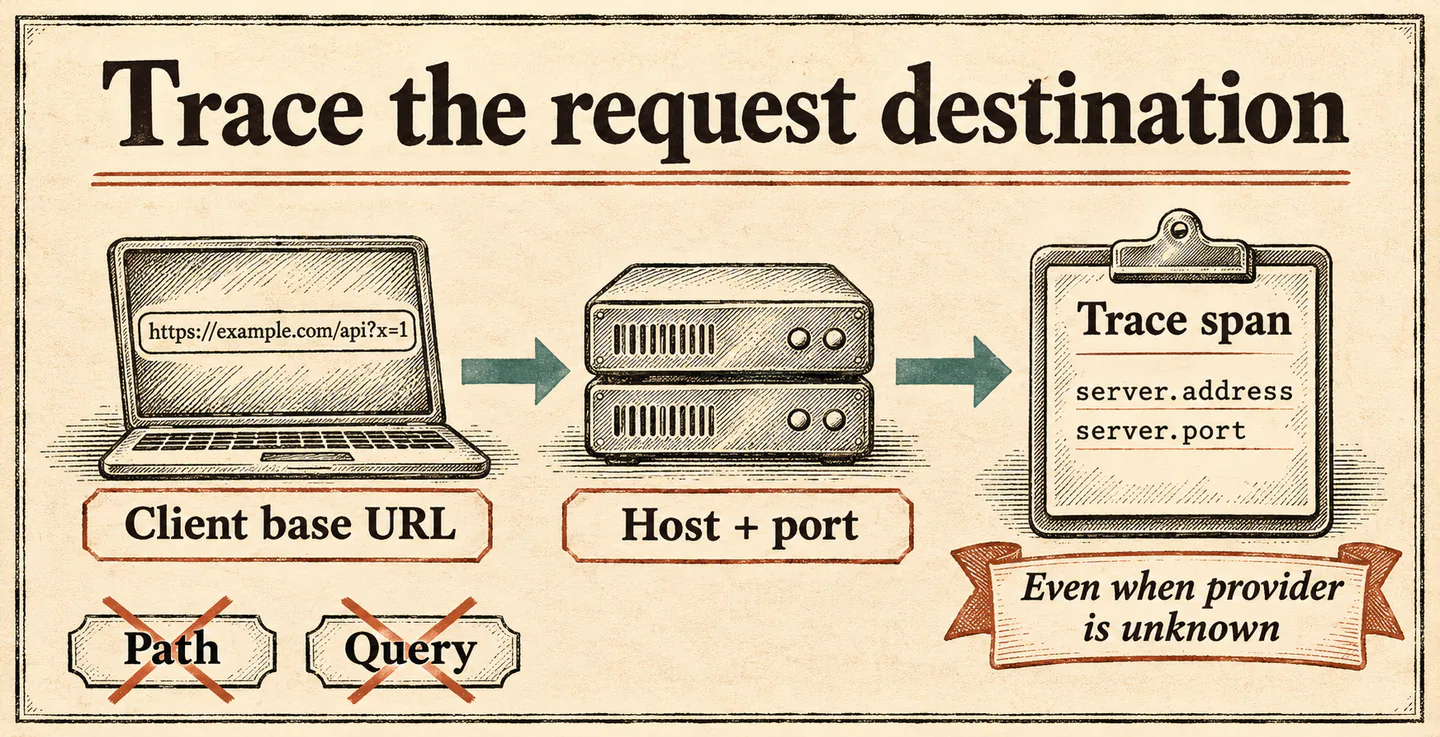 Trace the request destination
https://example.com/api?x=1
Client base URL
Path
Query
Host + port
Trace span
server.address
server.port
Even when provider
is unknown